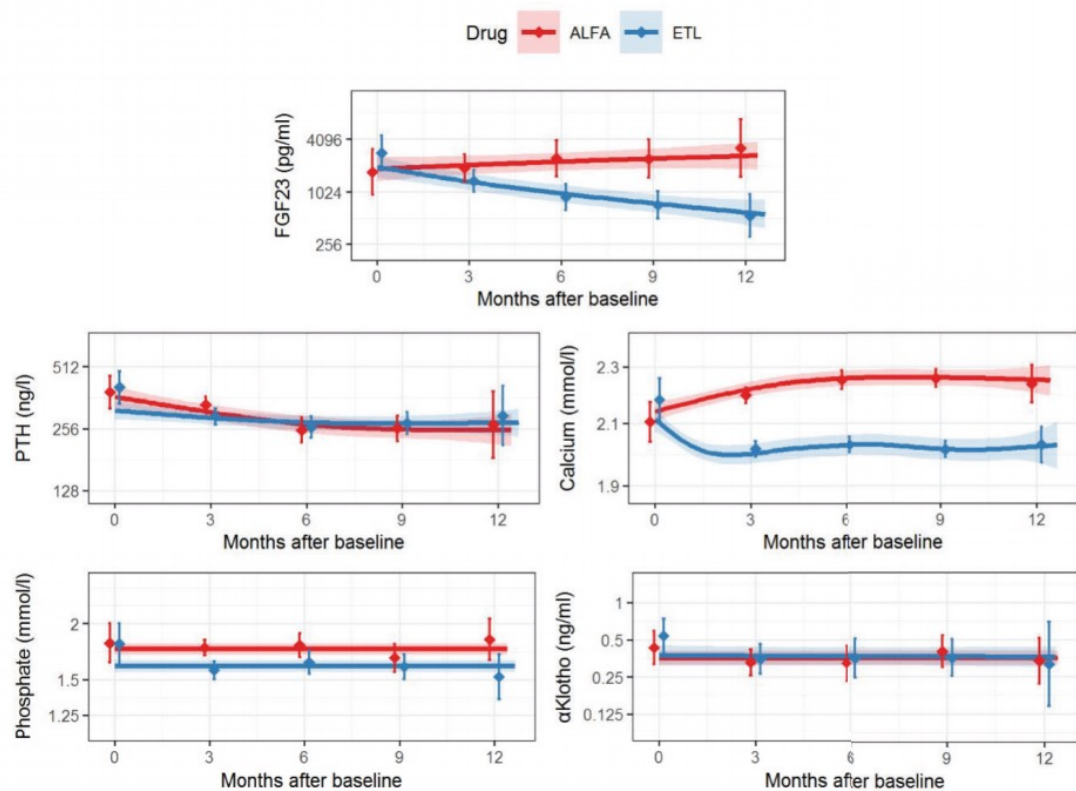 Drug ALFA ETL
FGF23 (pg/ml)
4096
1024
256
0 3 6 9 12
Months after baseline
PTH (ng/l)
512
256
128
0 3 6 9 12
Months after baseline
Calcium (mmol/l)
2.3
2.1
1.9
0 3 6 9 12
Months after baseline
Phosphate (mmol/l)
2
1.5
1.25
0 3 6 9 12
Months after baseline
αKlotho (ng/ml)
1
0.5
0.25
0.125
0 3 6 9 12
Months after baseline